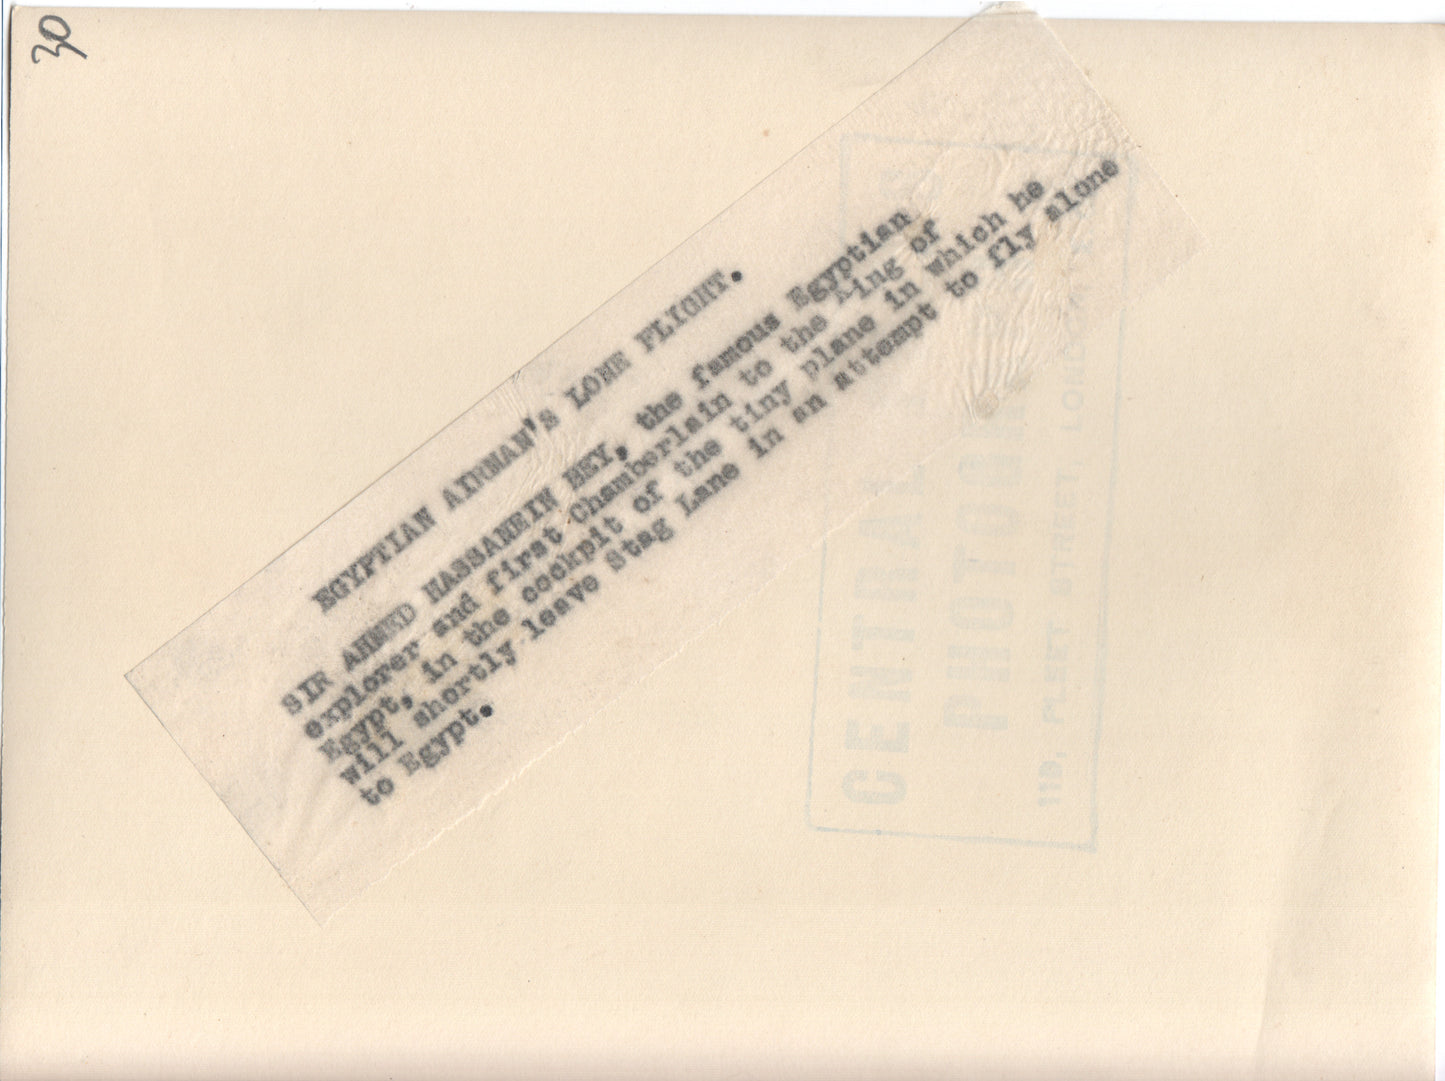 30
EGYPTIAN AIRMAN'S LONE FLIGHT.
SIR AHMED HASSANEIN BEY, the famous Egyptian
explorer and first Chamberlain to the King of
Egypt, in the cockpit of the tiny plane in which he
will shortly leave Stag Lane in an attempt to fly alone
to Egypt.
CENTRAL
119, FLEET STREET LONDON